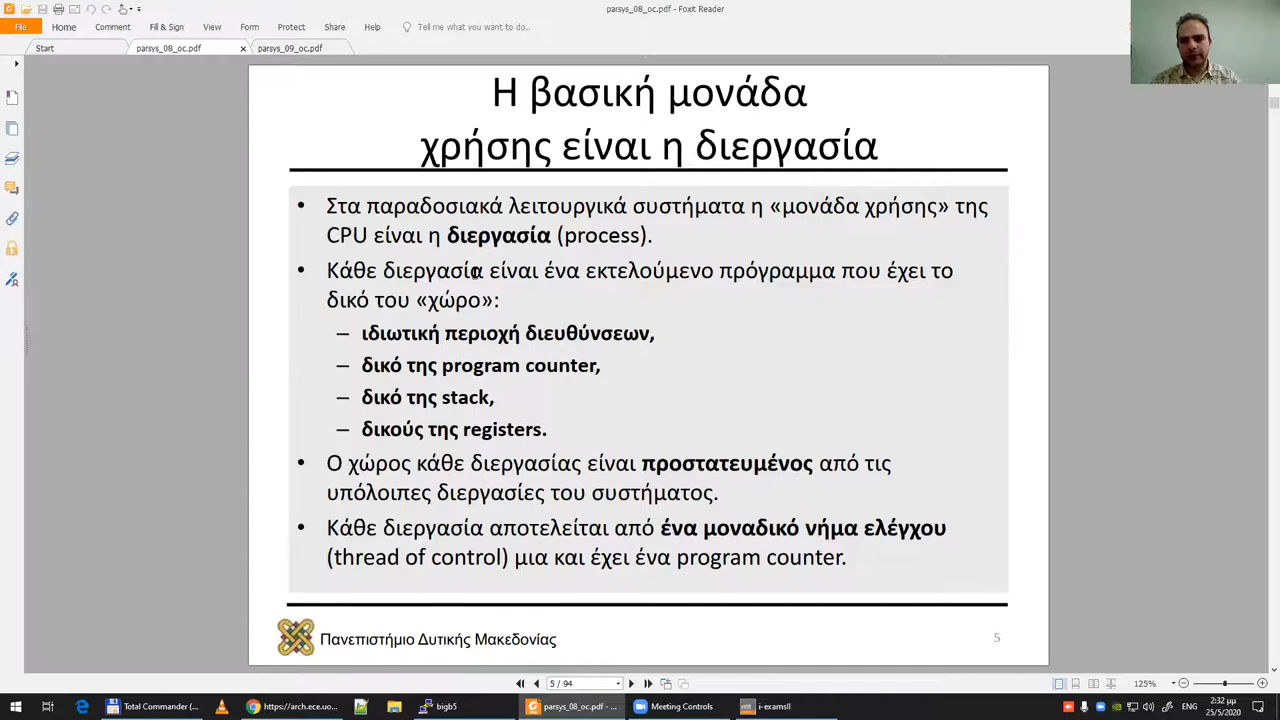 parsys_08_oc.pdf - Foxit Reader
File Home Comment Fill & Sign View Form Protect Share Help Tell me what you want to do..
Start parsys_08_oc.pdf parsys_09_oc.pdf
Η βασική μονάδα
χρήσης είναι η διεργασία
• Στα παραδοσιακά λειτουργικά συστήματα η «μονάδα χρήσης» της
CPU είναι η διεργασία (process).
• Κάθε διεργασία είναι ένα εκτελούμενο πρόγραμμα που έχει το
δικό του «χώρο»:
– ιδιωτική περιοχή διευθύνσεων,
– δικό της program counter,
– δικό της stack,
– δικούς της registers.
• Ο χώρος κάθε διεργασίας είναι προστατευμένος από τις
υπόλοιπες διεργασίες του συστήματος.
• Κάθε διεργασία αποτελείται από ένα μοναδικό νήμα ελέγχου
(thread of control) μια και έχει ένα program counter.
Πανεπιστήμιο Δυτικής Μακεδονίας
5
5 / 94
125%
Total Commander (... https://arch.ece.uo... bigb5 parsys_08_oc.pdf - ... Meeting Controls i-examsll
ENG
2:32 μμ
25/5/2020